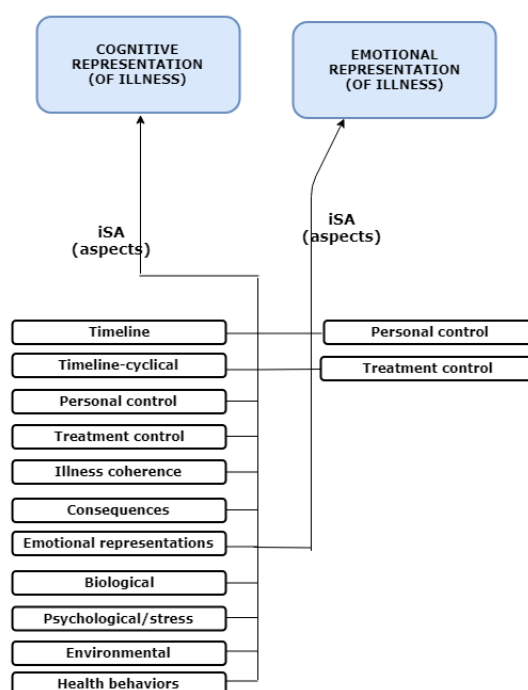 COGNITIVE
REPRESENTATION
(OF ILLNESS)
EMOTIONAL
REPRESENTATION
(OF ILLNESS)
iSA
(aspects)
iSA
(aspects)
Timeline
Personal control
Timeline-cyclical
Treatment control
Personal control
Treatment control
Illness coherence
Consequences
Emotional representations
Biological
Psychological/stress
Environmental
Health behaviors